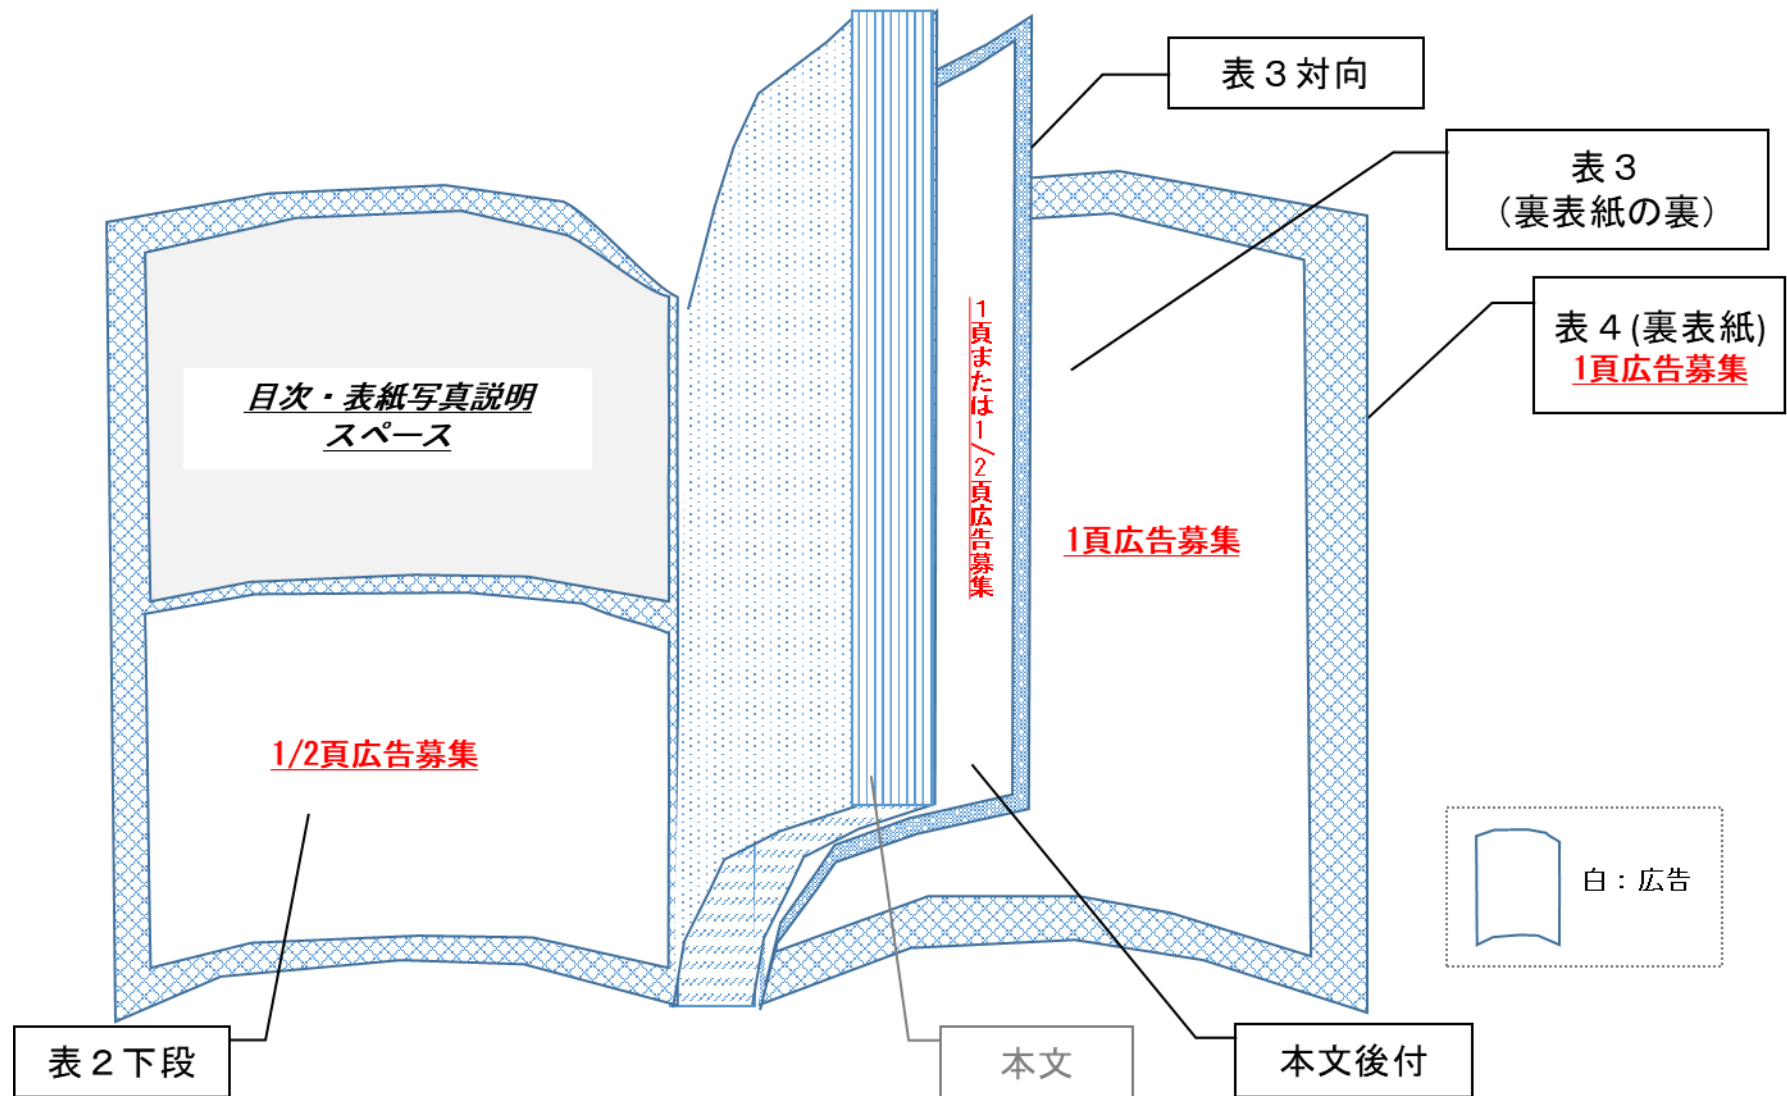 表３対向
表３
（裏表紙の裏）
表４(裏表紙)
1頁広告募集
目次・表紙写真説明
スペース
1頁または1/2頁広告募集
1頁広告募集
1/2頁広告募集
白：広告
表２下段
本文
本文後付